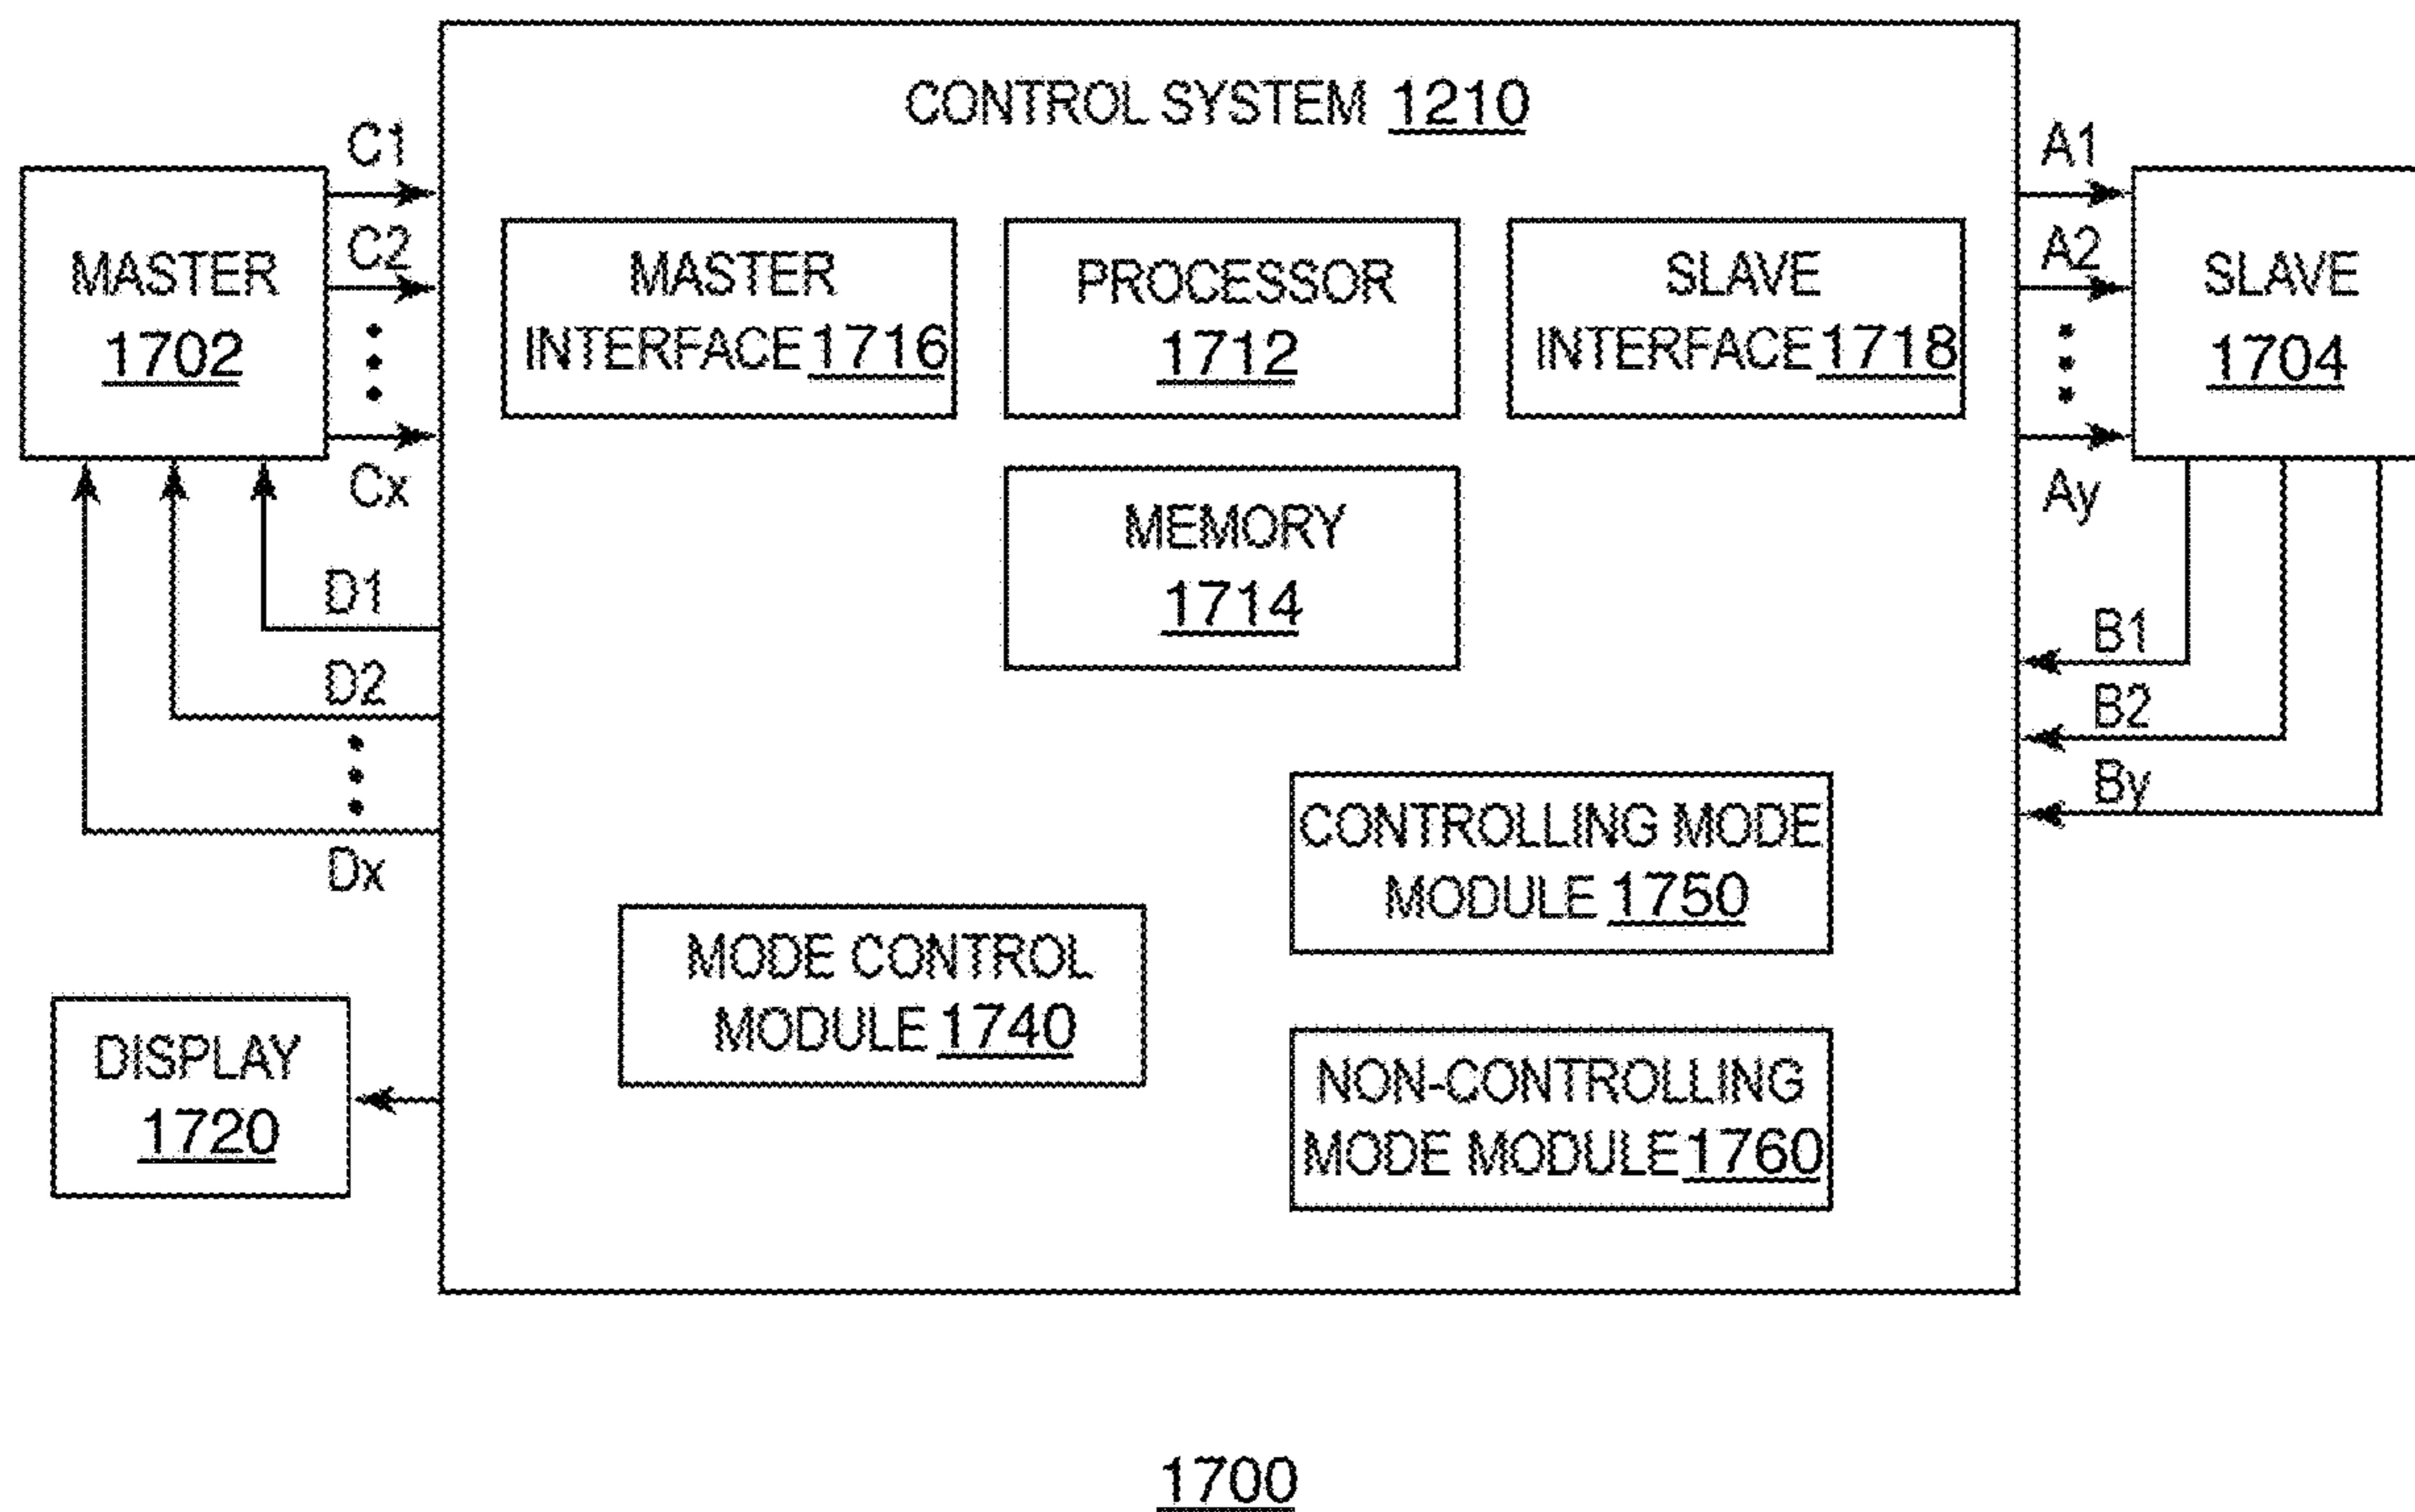 CONTROL SYSTEM 1210
C1
C2
Cx
MASTER
1702
D1
D2
Dx
MASTER
INTERFACE 1716
PROCESSOR
1712
SLAVE
INTERFACE 1718
MEMORY
1714
A1
A2
Ay
SLAVE
1704
B1
B2
By
CONTROLLING MODE
MODULE 1750
MODE CONTROL
MODULE 1740
NON-CONTROLLING
MODE MODULE 1760
DISPLAY
1720
1700